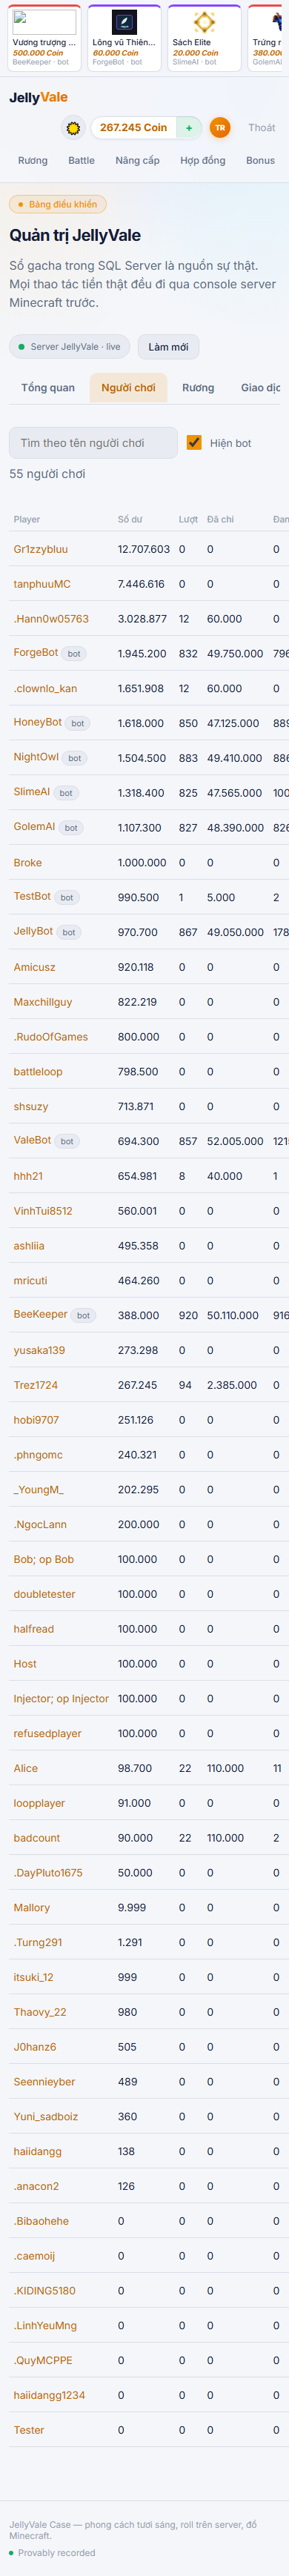 Vương trượng ...
500.000 Coin
BeeKeeper · bot
Lông vũ Thiên...
60.000 Coin
ForgeBot · bot
Sách Elite
20.000 Coin
SlimeAI · bot
Trứng r
380.000
GolemAI
JellyVale
267.245 Coin
+
TR
Thoát
Rương Battle Nâng cấp Hợp đồng Bonus
Bảng điều khiển
Quản trị JellyVale
Sổ gacha trong SQL Server là nguồn sự thật.
Mọi thao tác tiền thật đều đi qua console server
Minecraft trước.
Server JellyVale · live
Làm mới
Tổng quan Người chơi Rương Giao dịc
Tìm theo tên người chơi
Hiện bot
55 người chơi
Player Số dư Lượt Đã chi Đan
Gr1zzybluu 12.707.603 0 0 0
tanphuuMC 7.446.616 0 0 0
.Hann0w05763 3.028.877 12 60.000 0
ForgeBot bot 1.945.200 832 49.750.000 796
.clownlo_kan 1.651.908 12 60.000 0
HoneyBot bot 1.618.000 850 47.125.000 889
NightOwl bot 1.504.500 883 49.410.000 886
SlimeAI bot 1.318.400 825 47.565.000 100
GolemAI bot 1.107.300 827 48.390.000 826
Broke 1.000.000 0 0 0
TestBot bot 990.500 1 5.000 2
JellyBot bot 970.700 867 49.050.000 178
Amicusz 920.118 0 0 0
Maxchillguy 822.219 0 0 0
.RudoOfGames 800.000 0 0 0
battleloop 798.500 0 0 0
shsuzy 713.871 0 0 0
ValeBot bot 694.300 857 52.005.000 121
hhh21 654.981 8 40.000 1
VinhTui8512 560.001 0 0 0
ashliia 495.358 0 0 0
mricuti 464.260 0 0 0
BeeKeeper bot 388.000 920 50.110.000 916
yusaka139 273.298 0 0 0
Trez1724 267.245 94 2.385.000 0
hobi9707 251.126 0 0 0
.phngomc 240.321 0 0 0
_YoungM_ 202.295 0 0 0
.NgocLann 200.000 0 0 0
Bob; op Bob 100.000 0 0 0
doubletester 100.000 0 0 0
halfread 100.000 0 0 0
Host 100.000 0 0 0
Injector; op Injector 100.000 0 0 0
refusedplayer 100.000 0 0 0
Alice 98.700 22 110.000 11
loopplayer 91.000 0 0 0
badcount 90.000 22 110.000 2
.DayPluto1675 50.000 0 0 0
Mallory 9.999 0 0 0
.Turng291 1.291 0 0 0
itsuki_12 999 0 0 0
Thaovy_22 980 0 0 0
J0hanz6 505 0 0 0
Seennieyber 489 0 0 0
Yuni_sadboiz 360 0 0 0
haiidangg 138 0 0 0
.anacon2 126 0 0 0
.Bibaohehe 0 0 0 0
.caemoij 0 0 0 0
.KIDING5180 0 0 0 0
.LinhYeuMng 0 0 0 0
.QuyMCPPE 0 0 0 0
haiidangg1234 0 0 0 0
Tester 0 0 0 0
JellyVale Case — phong cách tươi sáng, roll trên server, đồ
Minecraft.
Provably recorded